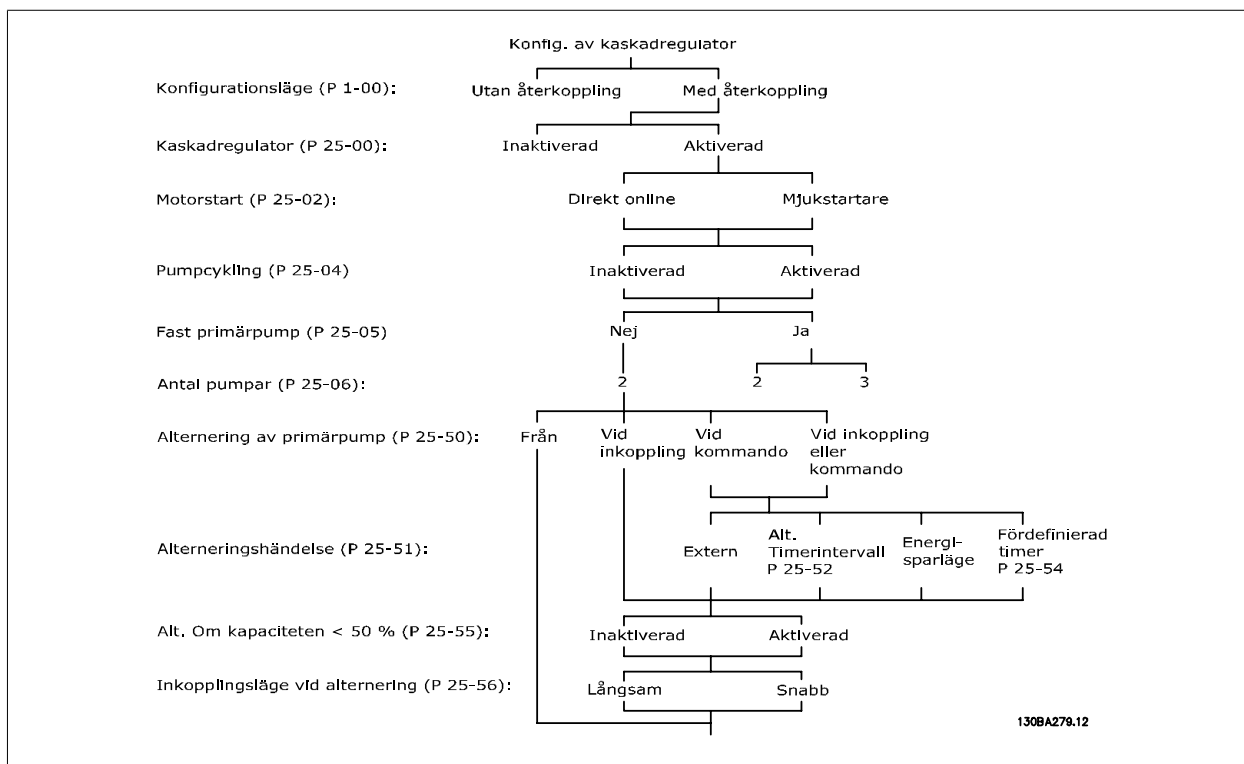 Konfig. av kaskadregulator
Konfigurationsläge (P 1-00): Utan återkoppling Med återkoppling
Kaskadregulator (P 25-00): Inaktiverad Aktiverad
Motorstart (P 25-02): Direkt online Mjukstartare
Pumpcykling (P 25-04) Inaktiverad Aktiverad
Fast primärpump (P 25-05) Nej Ja
Antal pumpar (P 25-06): 2 2 3
Alternering av primärpump (P 25-50): Från
Vid
inkoppling
Vid
kommando
Vid inkoppling
eller
kommando
Alterneringshändelse (P 25-51): Extern
Alt.
Timerintervall
P 25-52
Energi-
sparläge
Fördefinierad
timer
P 25-54
Alt. Om kapaciteten < 50 % (P 25-55): Inaktiverad Aktiverad
Inkopplingsläge vid alternering (P 25-56): Långsam Snabb
130BA279.12